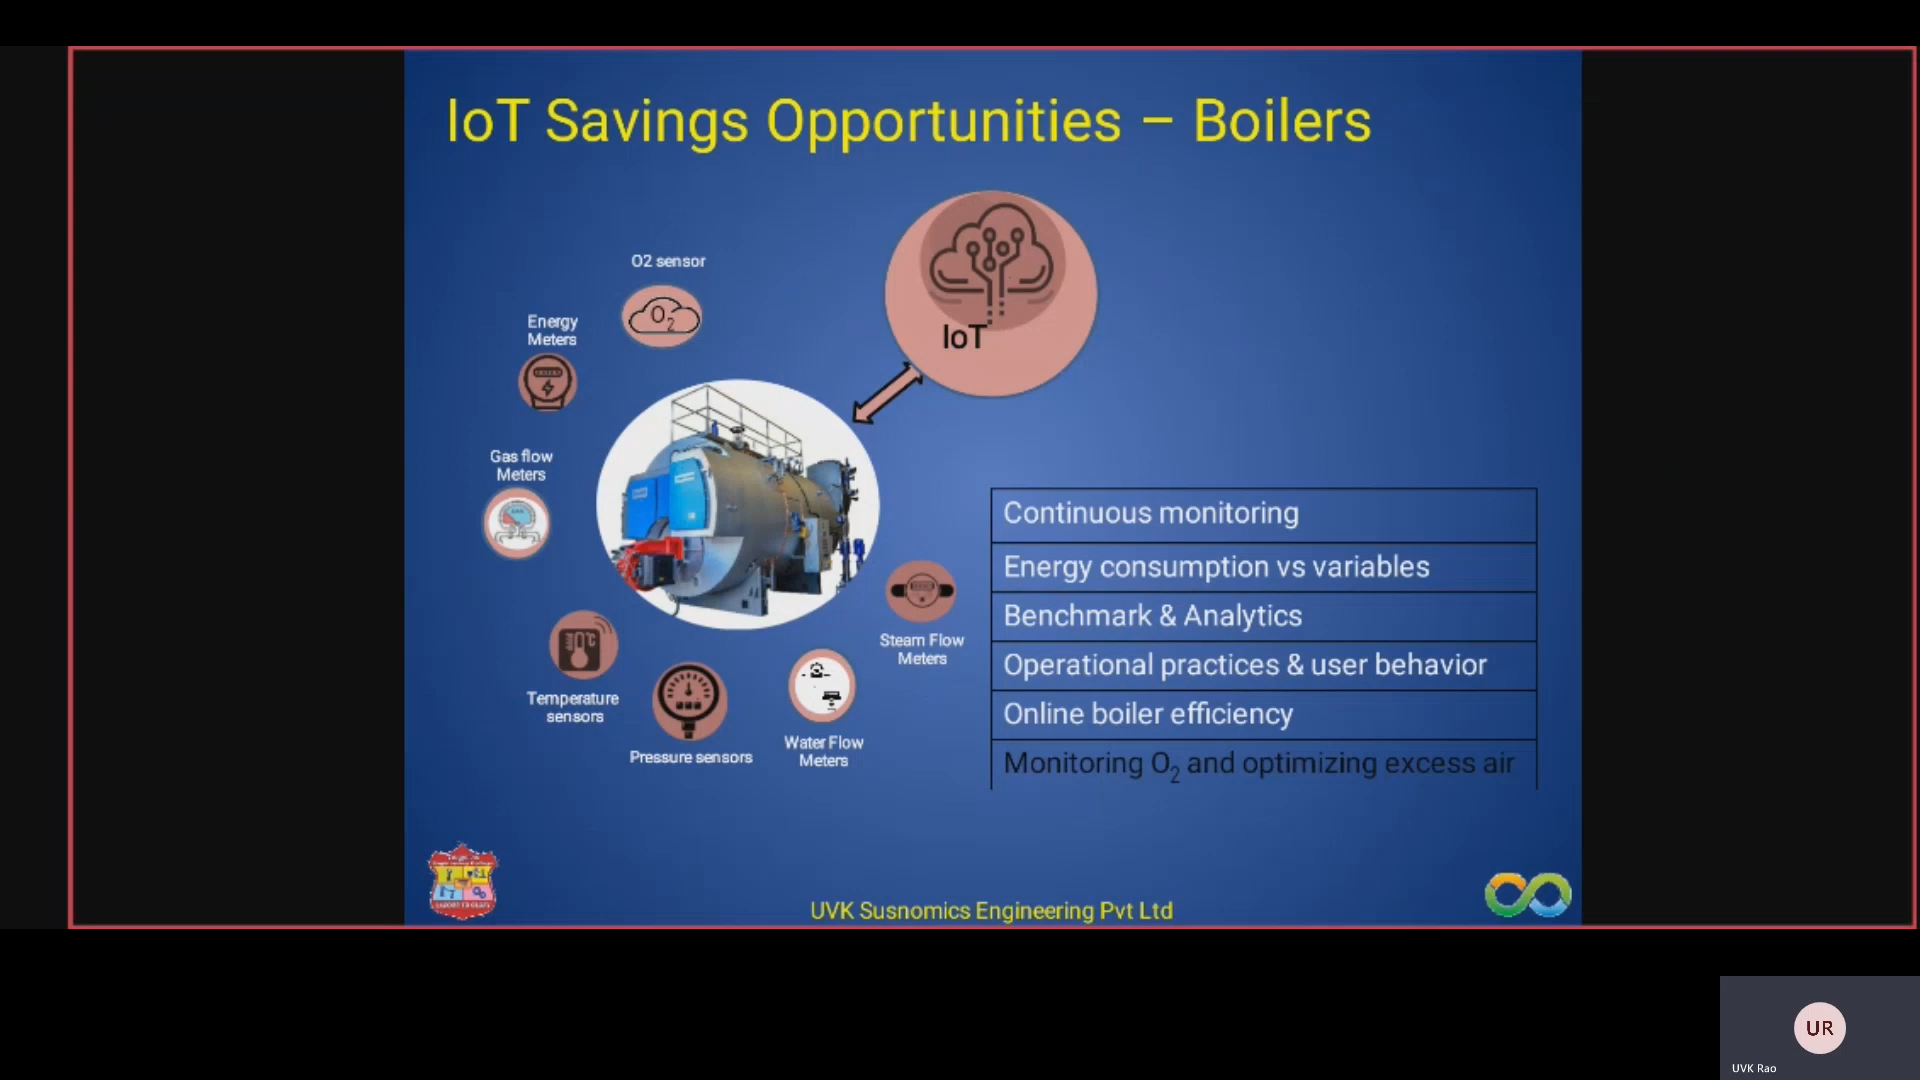 IoT Savings Opportunities – Boilers
O2 sensor
O2
Energy
Meters
IoT
Gas flow
Meters
Continuous monitoring
Energy consumption vs variables
Benchmark & Analytics
Operational practices & user behavior
Online boiler efficiency
Monitoring O2 and optimizing excess air
Steam Flow
Meters
°C
Temperature
sensors
Pressure sensors
Water Flow
Meters
UVK Susnomics Engineering Pvt Ltd
UR
UVK Rao